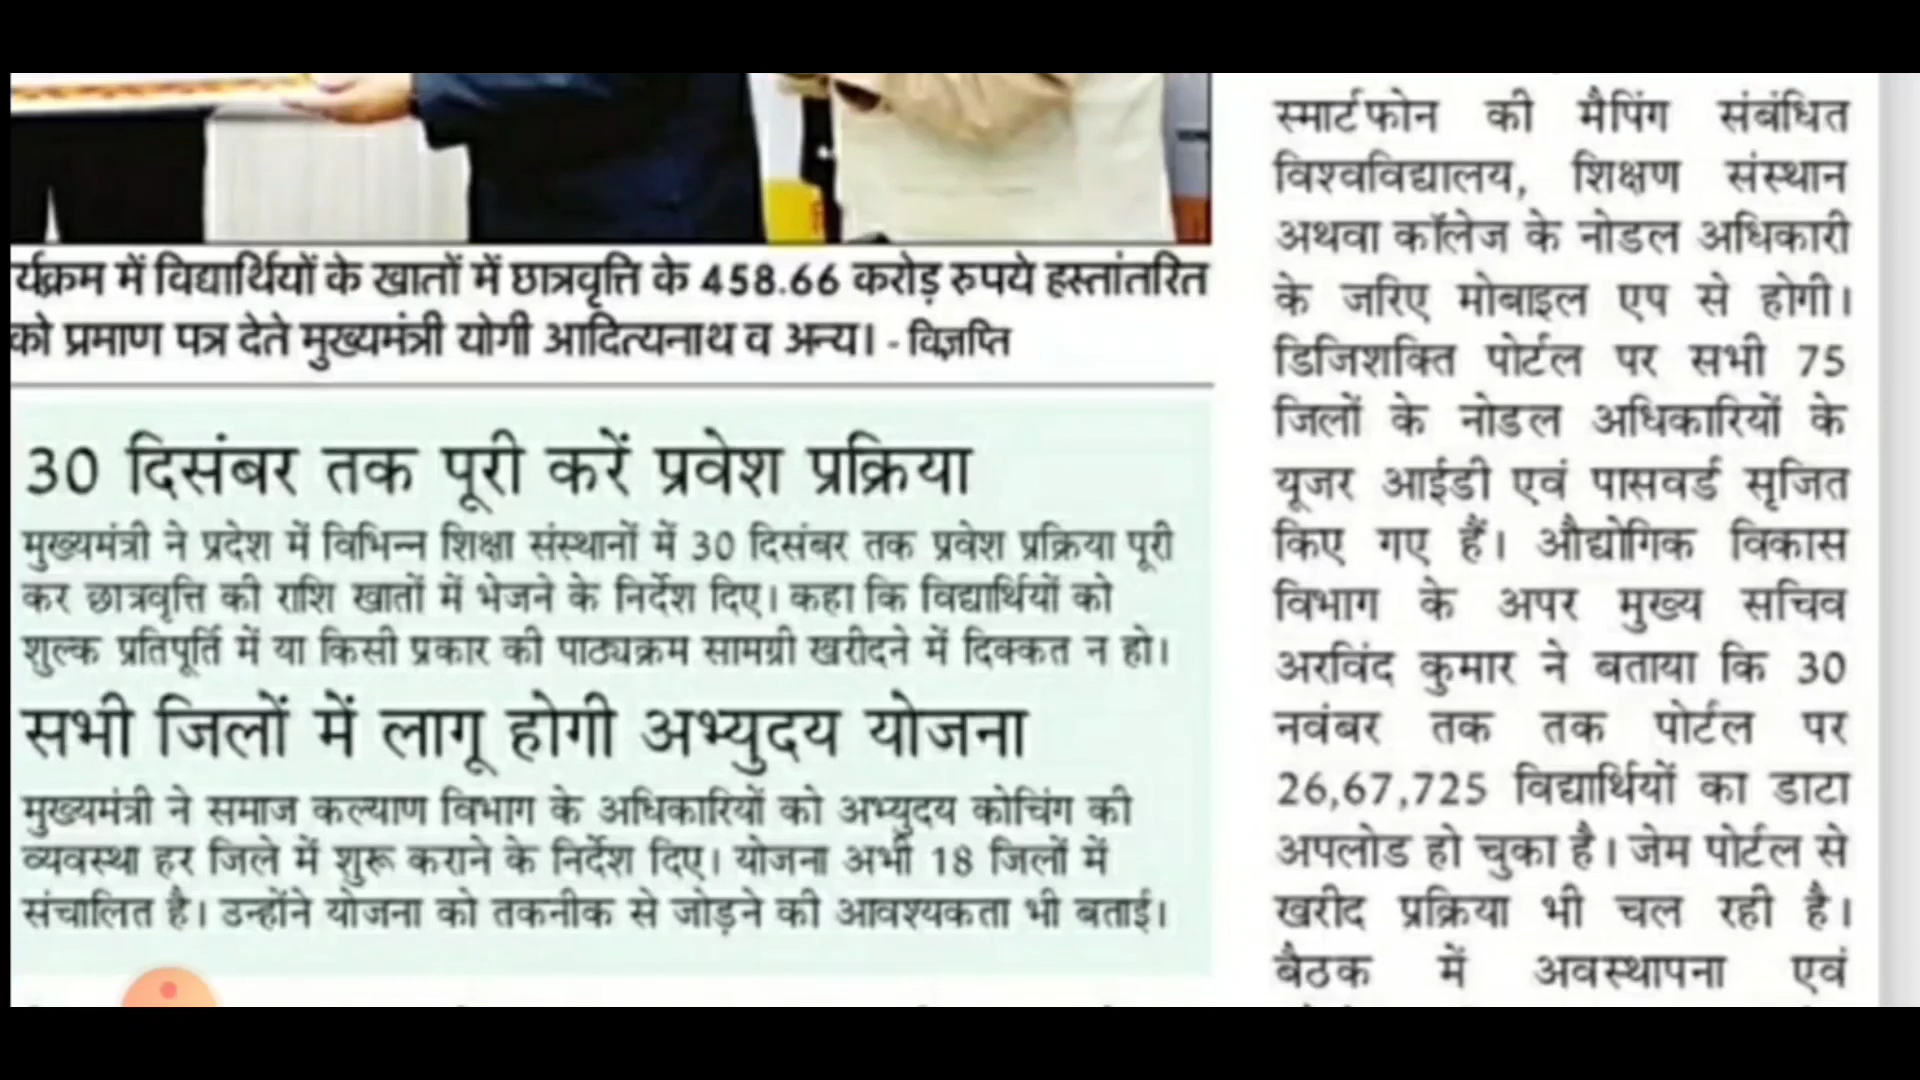 र्यक्रम में विद्यार्थियों के खातों में छात्रवृत्ति के 458.66 करोड़ रुपये हस्तांतरित
को प्रमाण पत्र देते मुख्यमंत्री योगी आदित्यनाथ व अन्य। - विज्ञप्ति
30 दिसंबर तक पूरी करें प्रवेश प्रक्रिया
मुख्यमंत्री ने प्रदेश में विभिन्न शिक्षा संस्थानों में 30 दिसंबर तक प्रवेश प्रक्रिया पूरी
कर छात्रवृत्ति की राशि खातों में भेजने के निर्देश दिए। कहा कि विद्यार्थियों को
शुल्क प्रतिपूर्ति में या किसी प्रकार की पाठ्यक्रम सामग्री खरीदने में दिक्कत न हो।
सभी जिलों में लागू होगी अभ्युदय योजना
मुख्यमंत्री ने समाज कल्याण विभाग के अधिकारियों को अभ्युदय कोचिंग की
व्यवस्था हर जिले में शुरू कराने के निर्देश दिए। योजना अभी 18 जिलों में
संचालित है। उन्होंने योजना को तकनीक से जोड़ने की आवश्यकता भी बताई।
स्मार्टफोन की मैपिंग संबंधित
विश्वविद्यालय, शिक्षण संस्थान
अथवा कॉलेज के नोडल अधिकारी
के जरिए मोबाइल एप से होगी।
डिजिशक्ति पोर्टल पर सभी 75
जिलों के नोडल अधिकारियों के
यूजर आईडी एवं पासवर्ड सृजित
किए गए हैं। औद्योगिक विकास
विभाग के अपर मुख्य सचिव
अरविंद कुमार ने बताया कि 30
नवंबर तक तक पोर्टल पर
26,67,725 विद्यार्थियों का डाटा
अपलोड हो चुका है। जेम पोर्टल से
खरीद प्रक्रिया भी चल रही है।
बैठक में अवस्थापना एवं